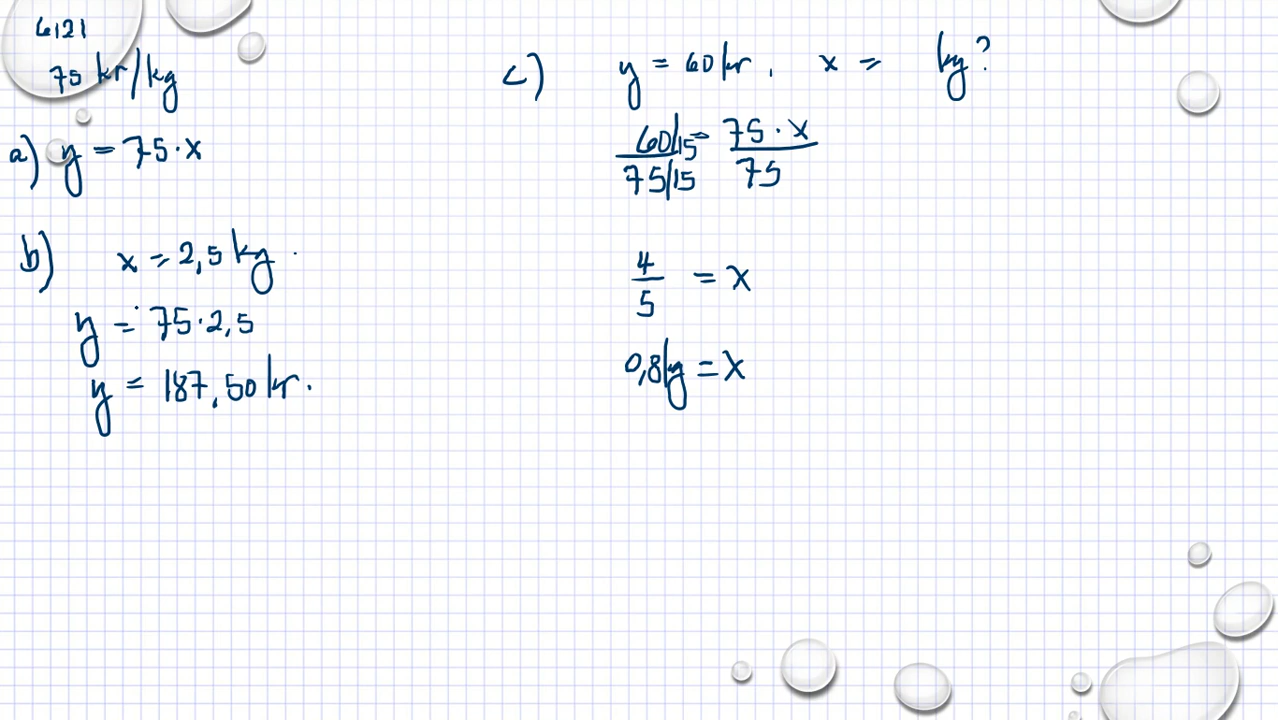 6121
75 kr/kg
a) y = 75·x
b) x = 2,5 kg.
y = 75·2,5
y = 187,50 kr.
c) y = 60 kr, x = kg?
60/15 = 75·x
75/15 75
4
5 = x
0,8 kg = x